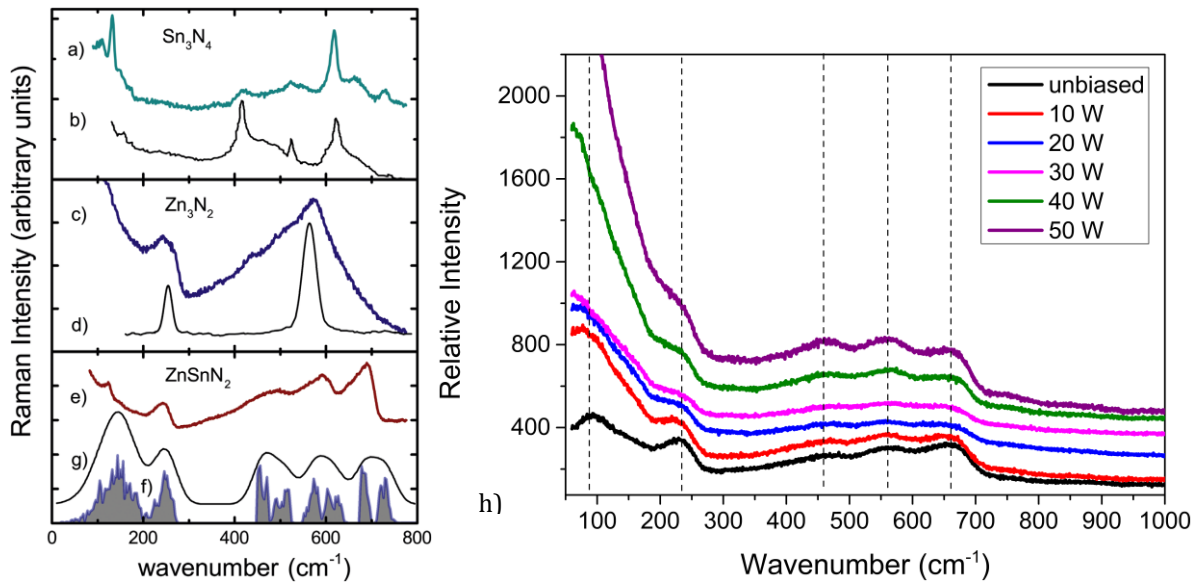 Raman Intensity (arbitrary units)
Sn₃N₄
a)
b)
Zn₃N₂
c)
d)
ZnSnN₂
e)
g)
f)
0 200 400 600 800
wavenumber (cm⁻¹)
h)
Relative Intensity
2000
1600
1200
800
400
unbiased
10 W
20 W
30 W
40 W
50 W
100 200 300 400 500 600 700 800 900 1000
Wavenumber (cm⁻¹)